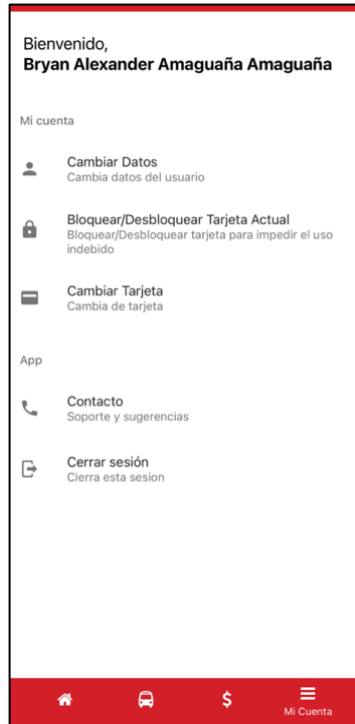 Bienvenido,
Bryan Alexander Amaguaña Amaguaña
Mi cuenta
Cambiar Datos
Cambia datos del usuario
Bloquear/Desbloquear Tarjeta Actual
Bloquear/Desbloquear tarjeta para impedir el uso
indebido
Cambiar Tarjeta
Cambia de tarjeta
App
Contacto
Soporte y sugerencias
Cerrar sesión
Cierra esta sesion
Mi Cuenta